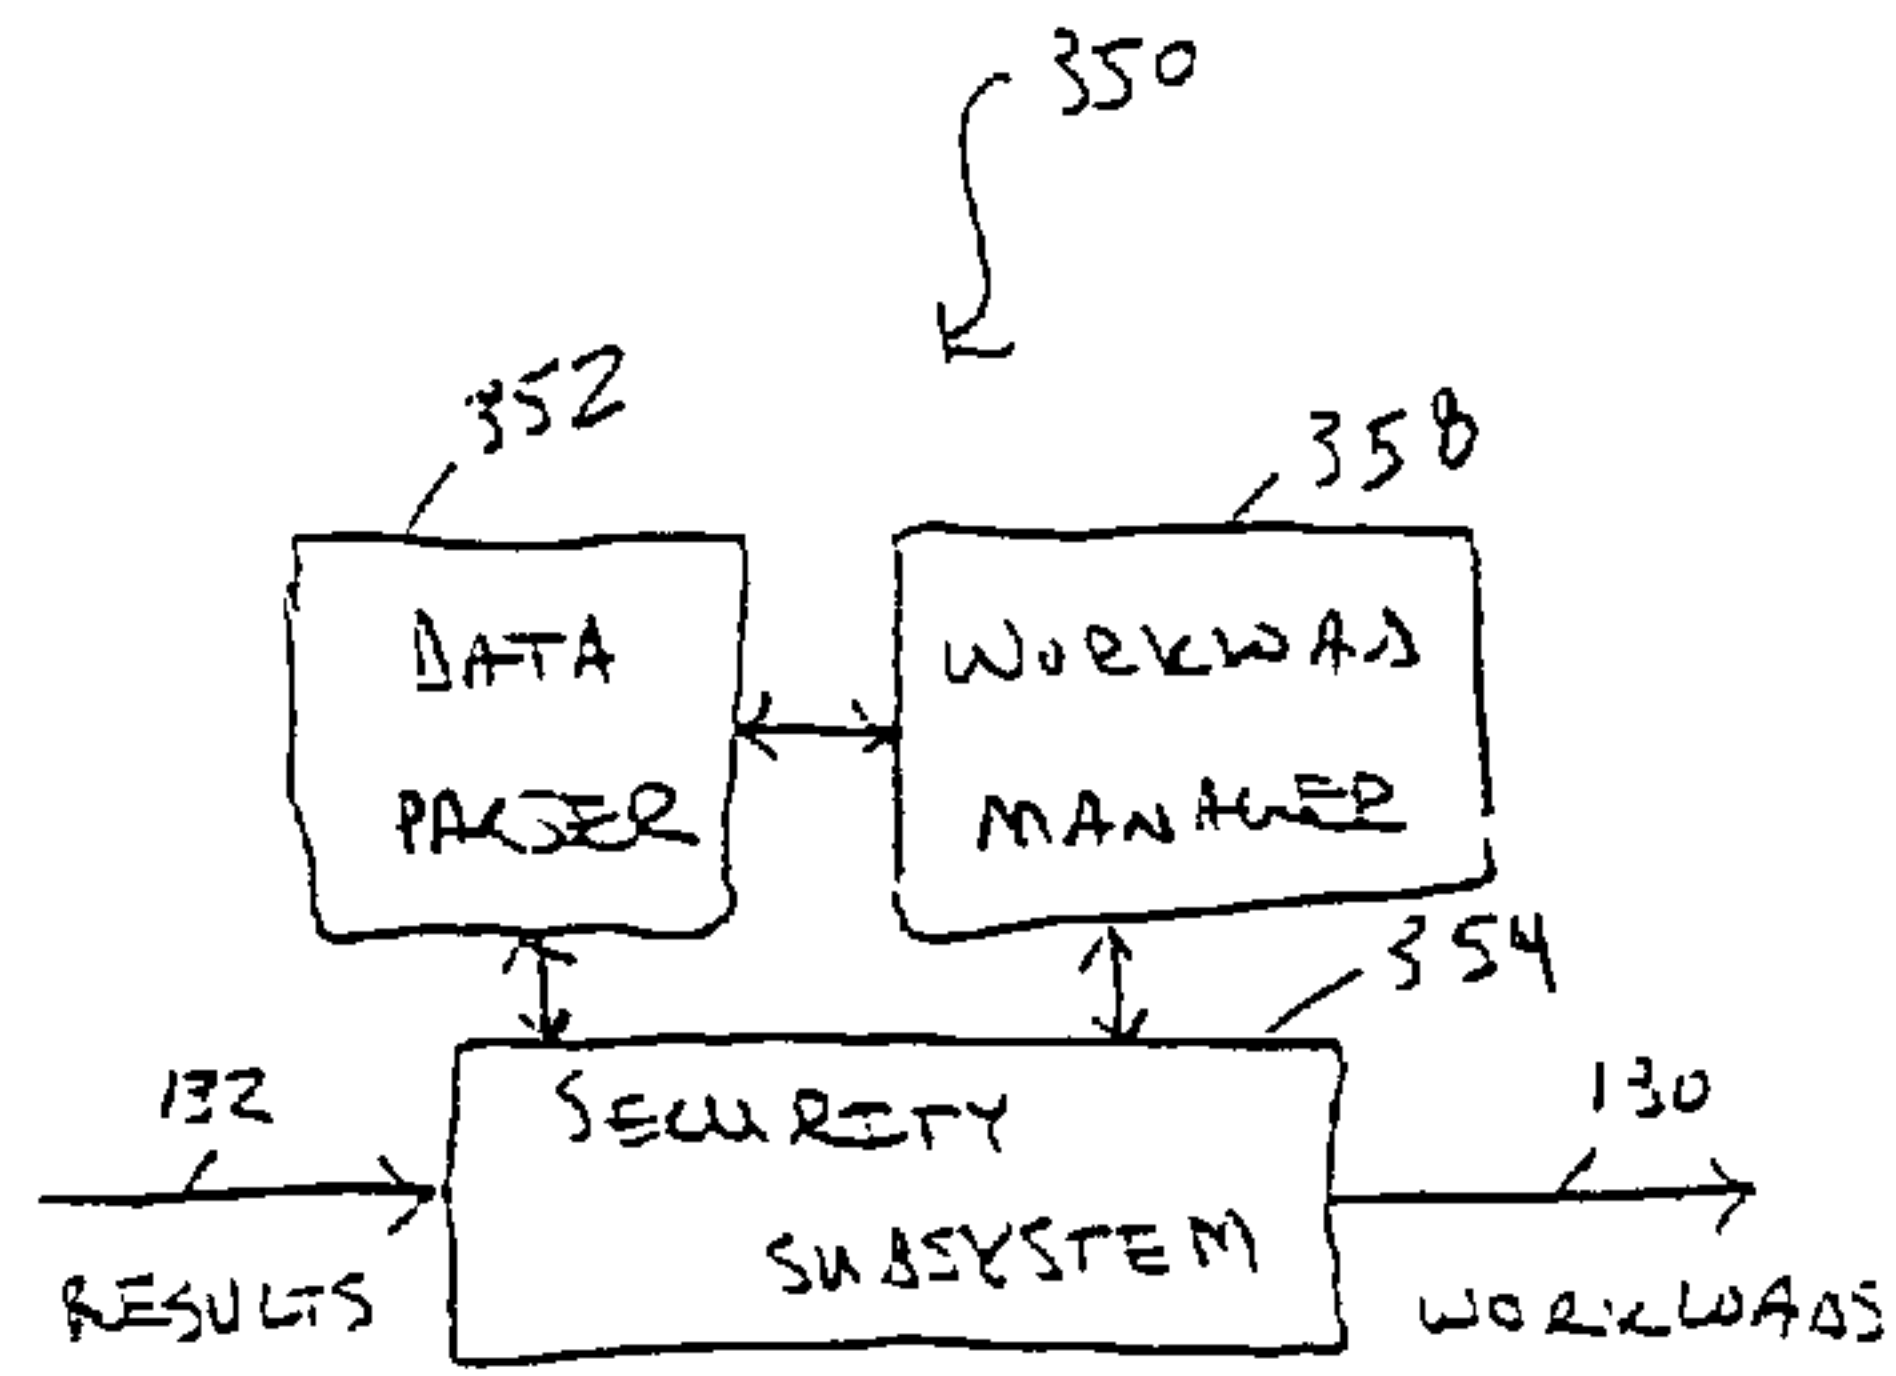 350
352
358
DATA
PARSER
WORKLOAD
MANAGER
354
132
130
SECURITY
SUBSYSTEM
RESULTS
WORKLOADS